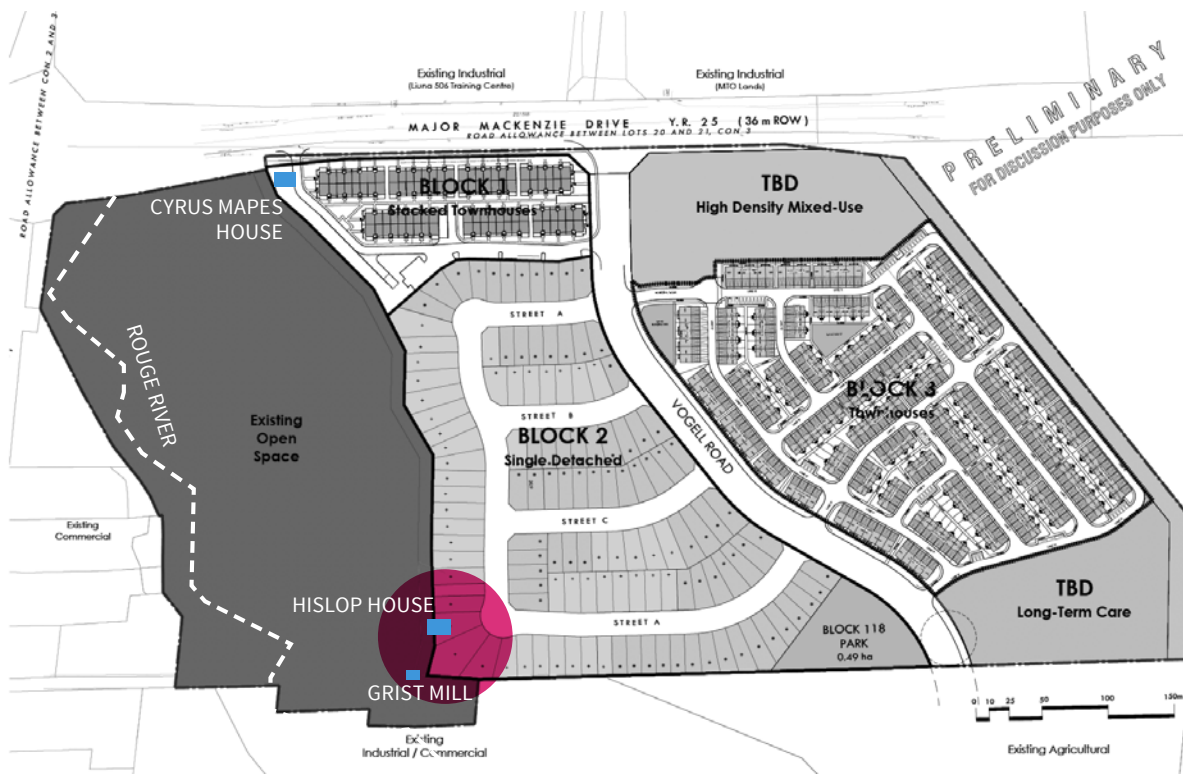 ROAD ALLOWANCE BETWEEN CON. 2 AND 3
Existing Industrial
(Liuna 506 Training Centre)
Existing Industrial
(MTO Lands)
PRELIMINARY
FOR DISCUSSION PURPOSES ONLY
MAJOR MACKENZIE DRIVE Y.R. 25 (36 m ROW)
ROAD ALLOWANCE BETWEEN LOTS 20 AND 21, CON 3
BLOCK 1
Stacked Townhouses
TBD
High Density Mixed-Use
CYRUS MAPES
HOUSE
STREET A
ROUGE RIVER
Existing
Open
Space
STREET B
BLOCK 2
Single Detached
VOGELL ROAD
BLOCK 3
Townhouses
STREET C
Existing
Commercial
HISLOP HOUSE
STREET A
BLOCK 118
PARK
0.49 ha
TBD
Long-Term Care
GRIST MILL
Existing
Industrial / Commercial
0 10 25 50 100 150m
Existing Agricultural